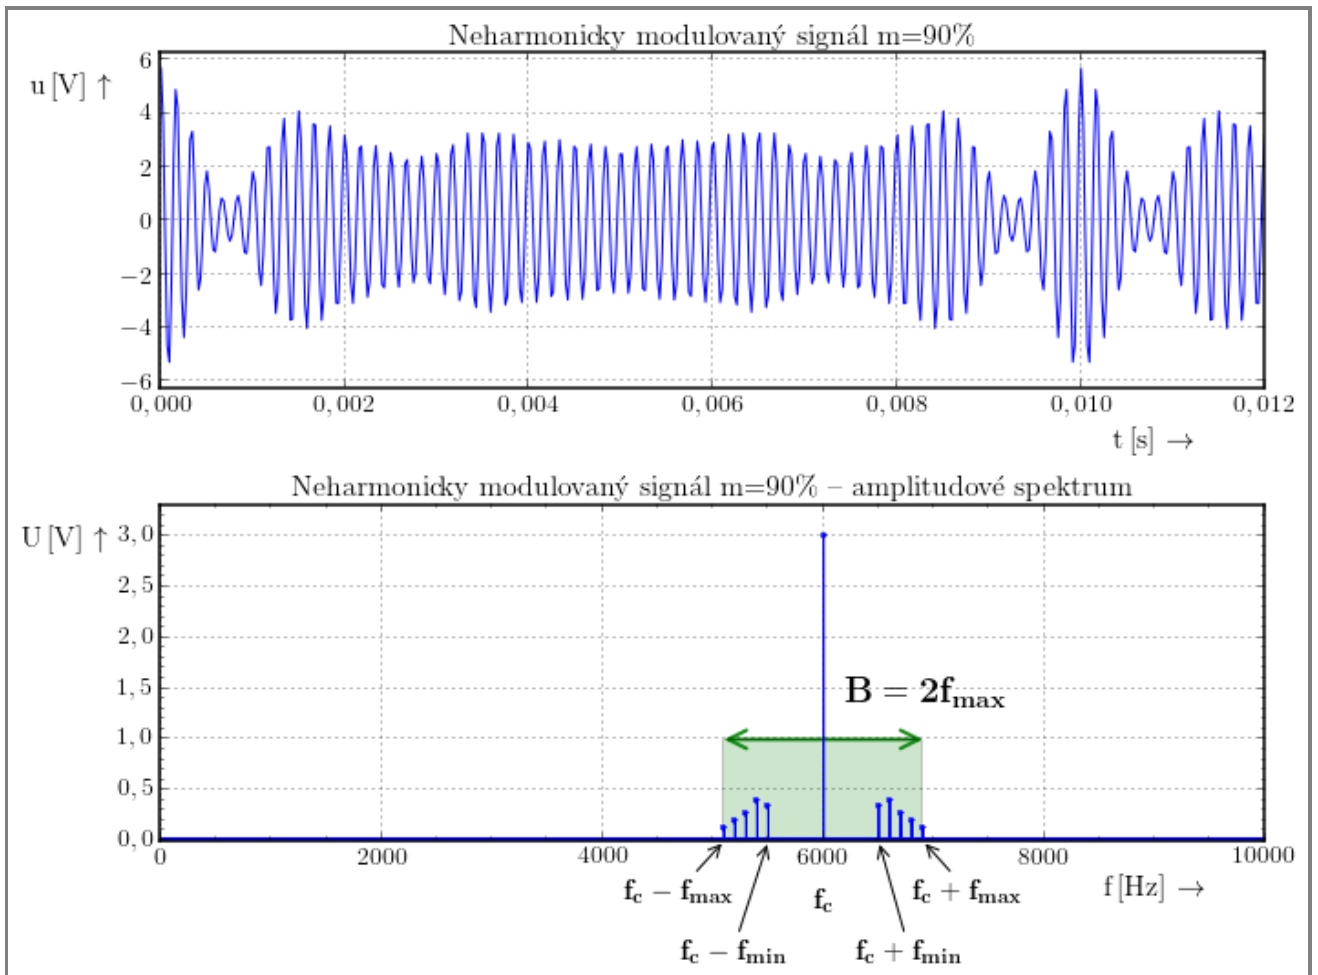 Neharmonicky modulovaný signál m=90%
u [V] ↑
6
4
2
0
−2
−4
−6
0,000 0,002 0,004 0,006 0,008 0,010 0,012
t [s] →
Neharmonicky modulovaný signál m=90% – amplitudové spektrum
U [V] ↑
3,0
2,5
2,0
1,5
B = 2f_max
1,0
0,5
0,0
0 2000 4000 6000 8000 10000
f_c − f_max f_c f_c + f_max f [Hz] →
f_c − f_min f_c + f_min